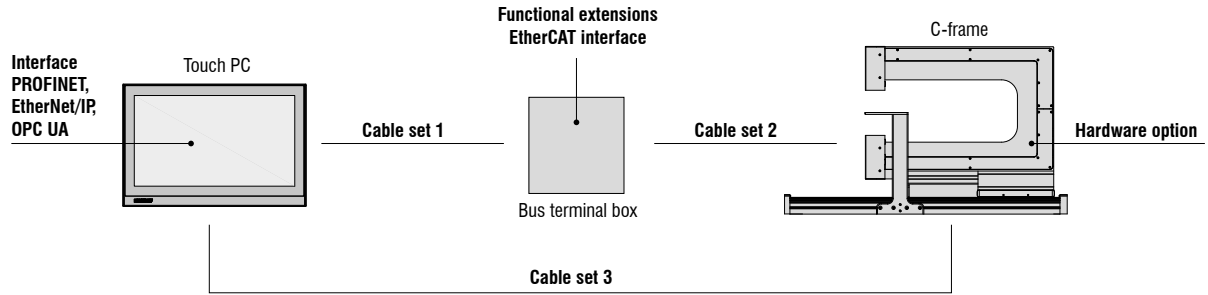 Functional extensions
EtherCAT interface
C-frame
Interface
PROFINET,
EtherNet/IP,
OPC UA
Touch PC
Cable set 1
Cable set 2
Hardware option
Bus terminal box
Cable set 3